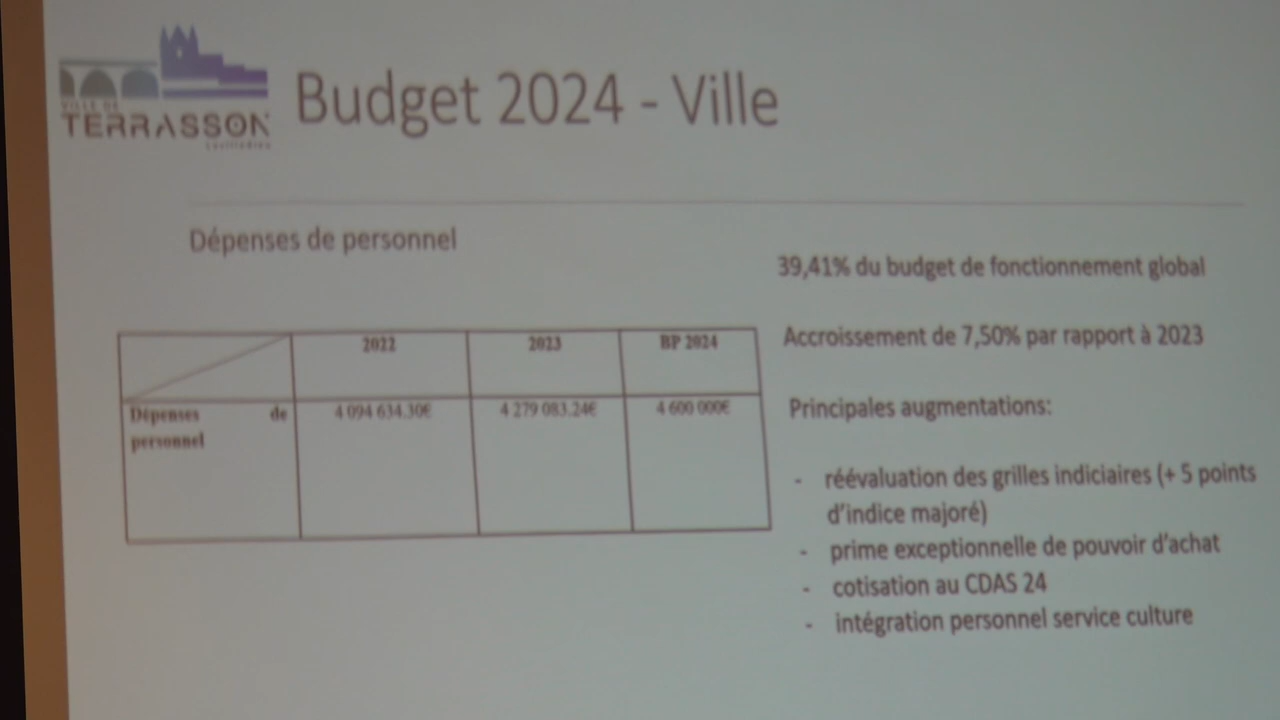 VILLE DE
TERRASSON
Budget 2024 - Ville
Dépenses de personnel
2022 2023 BP 2024
Dépenses de 4 094 634.30€ 4 279 083.24€ 4 600 000€
personnel
39,41% du budget de fonctionnement global
Accroissement de 7,50% par rapport à 2023
Principales augmentations:
- réévaluation des grilles indiciaires (+ 5 points
d'indice majoré)
- prime exceptionnelle de pouvoir d'achat
- cotisation au CDAS 24
- intégration personnel service culture